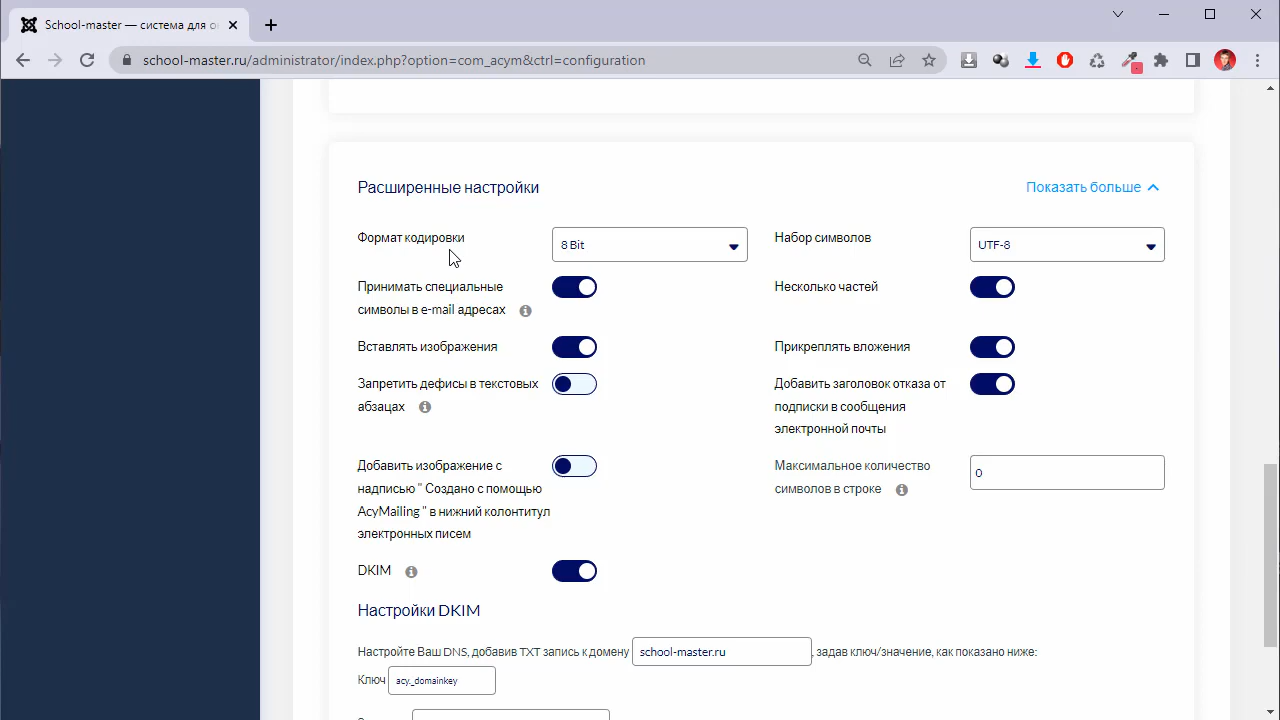 School-master — система для о
school-master.ru/administrator/index.php?option=com_acym&ctrl=configuration
Расширенные настройки
Показать больше
Формат кодировки
8 Bit
Набор символов
UTF-8
Принимать специальные
символы в e-mail адресах
Несколько частей
Вставлять изображения
Прикреплять вложения
Запретить дефисы в текстовых
абзацах
Добавить заголовок отказа от
подписки в сообщения
электронной почты
Добавить изображение с
надписью " Создано с помощью
AcyMailing " в нижний колонтитул
электронных писем
Максимальное количество
символов в строке
0
DKIM
Настройки DKIM
Настройте Ваш DNS, добавив TXT запись к домену school-master.ru , задав ключ/значение, как показано ниже:
Ключ acy._domainkey